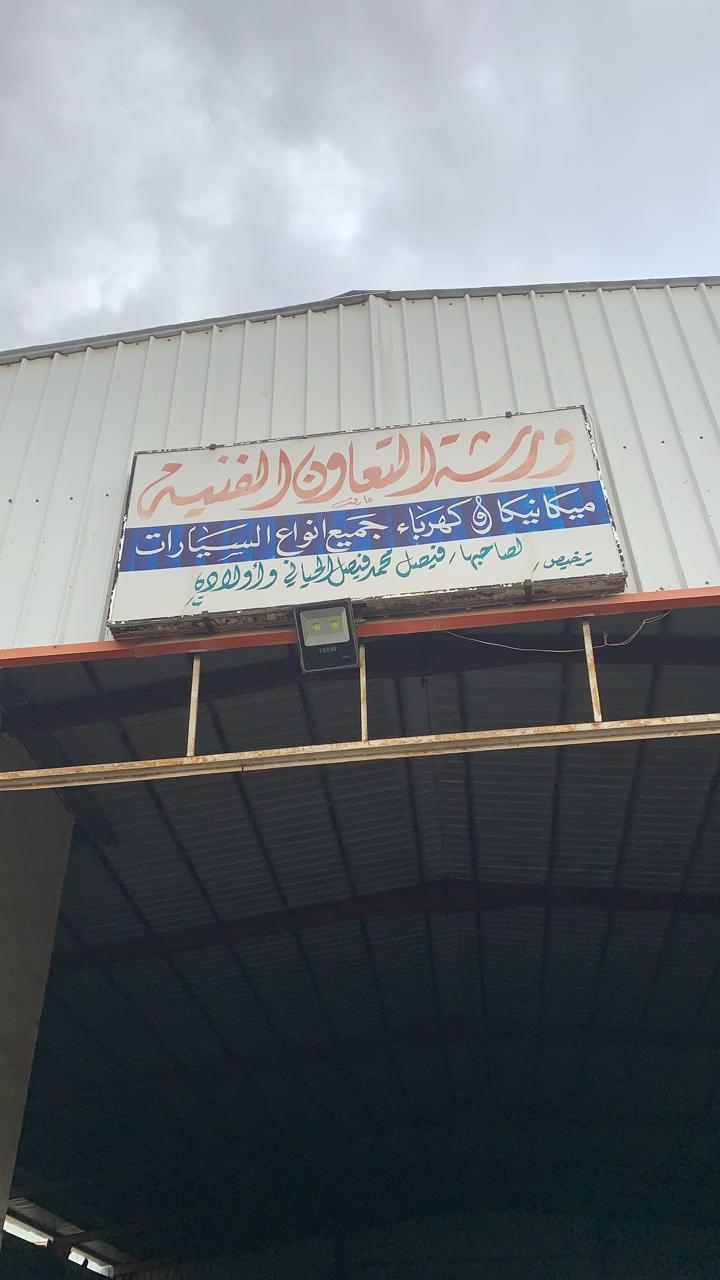 ورشة التعاون الفنية
ميكانيكا و كهرباء جميع انواع السيارات
ترخيص / لصاحبها / فيصل محمد فيصل الحياني وأولاده /
100W